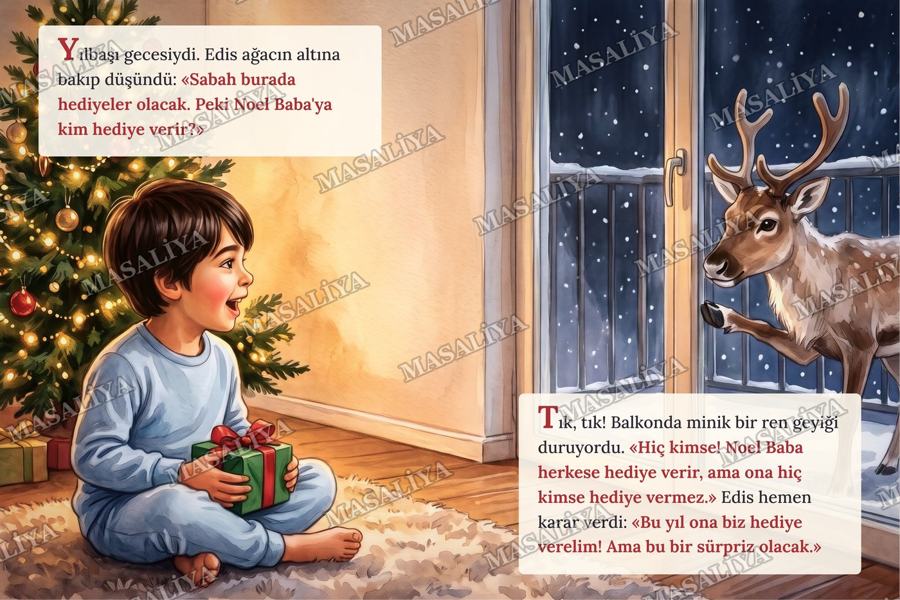 Yılbaşı gecesiydi. Edis ağacın altına
bakıp düşündü: «Sabah burada
hediyeler olacak. Peki Noel Baba'ya
kim hediye verir?»
Tık, tık! Balkonda minik bir ren geyiği
duruyordu. «Hiç kimse! Noel Baba
herkese hediye verir, ama ona hiç
kimse hediye vermez.» Edis hemen
karar verdi: «Bu yıl ona biz hediye
verelim! Ama bu bir sürpriz olacak.»
MASALİYA